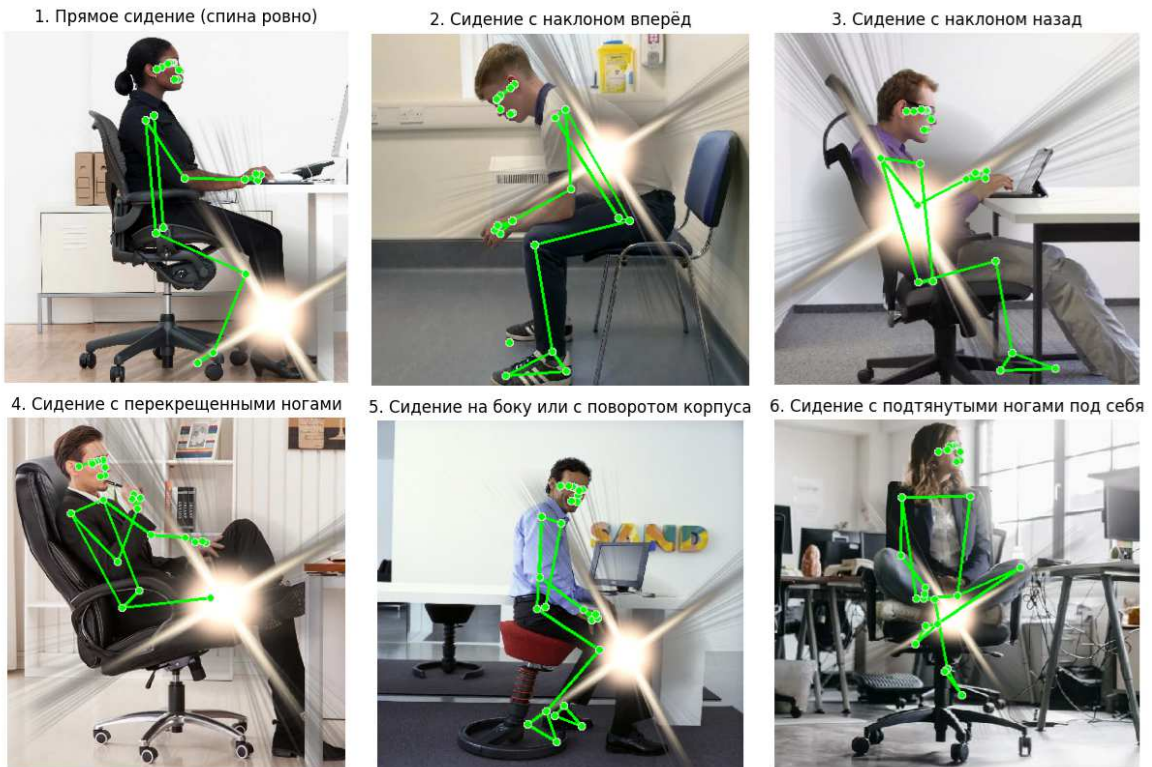 1. Прямое сидение (спина ровно)
2. Сидение с наклоном вперёд
3. Сидение с наклоном назад
4. Сидение с перекрещенными ногами
5. Сидение на боку или с поворотом корпуса
6. Сидение с подтянутыми ногами под себя
SAND